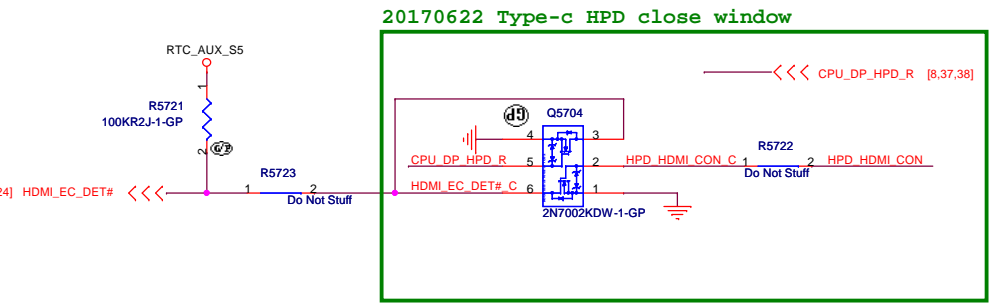 20170622 Type-c HPD close window
RTC_AUX_S5
CPU_DP_HPD_R [8,37,38]
1
R5721
100KR2J-1-GP
2
GP
Q5704
4
3
R5722
CPU_DP_HPD_R
5
2
HPD_HDMI_CON_C
1
2
HPD_HDMI_CON
Do Not Stuff
R5723
24] HDMI_EC_DET#
1
2
Do Not Stuff
HDMI_EC_DET#_C
6
1
2N7002KDW-1-GP